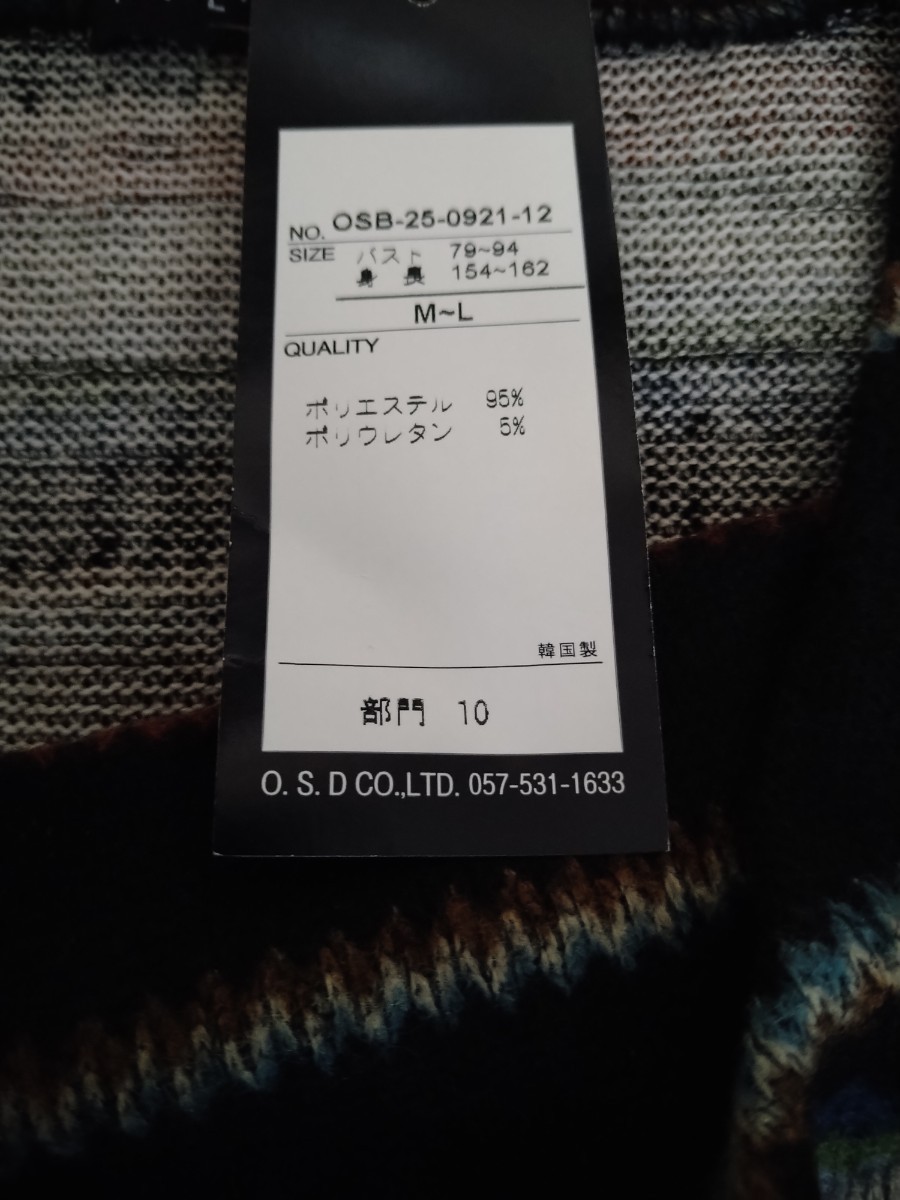 NO. OSB-25-0921-12
SIZE バスト 79~94
身長 154~162
M~L
QUALITY
ポリエステル 95%
ポリウレタン 5%
韓国製
部門 10
O. S. D CO.,LTD. 057-531-1633